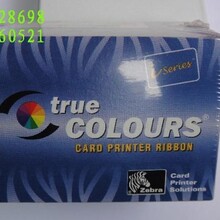 28698
60521
i Series
true
COLOURS®
CARD PRINTER RIBBON
Zebra
Card
Printer
Solutions